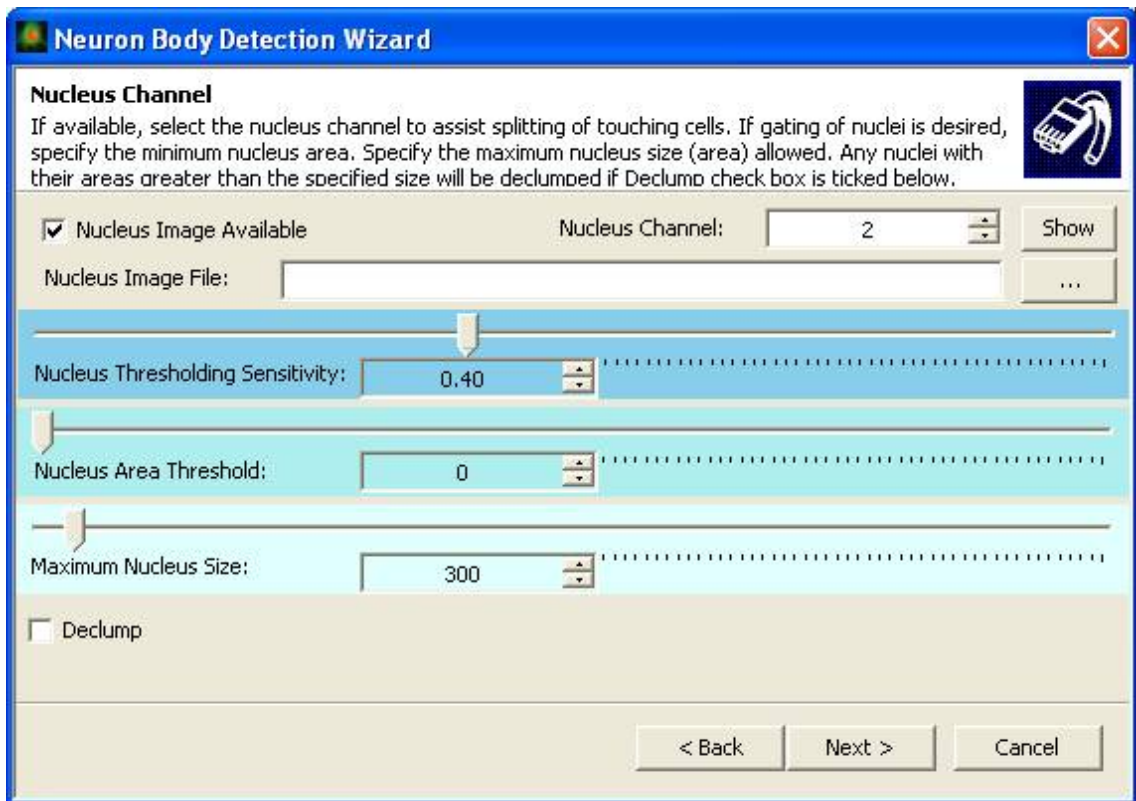 Neuron Body Detection Wizard
Nucleus Channel
If available, select the nucleus channel to assist splitting of touching cells. If gating of nuclei is desired,
specify the minimum nucleus area. Specify the maximum nucleus size (area) allowed. Any nuclei with
their areas greater than the specified size will be declumped if Declump check box is ticked below.
Nucleus Image Available Nucleus Channel: 2 Show
Nucleus Image File: ...
Nucleus Thresholding Sensitivity: 0.40
Nucleus Area Threshold: 0
Maximum Nucleus Size: 300
Declump
< Back Next > Cancel